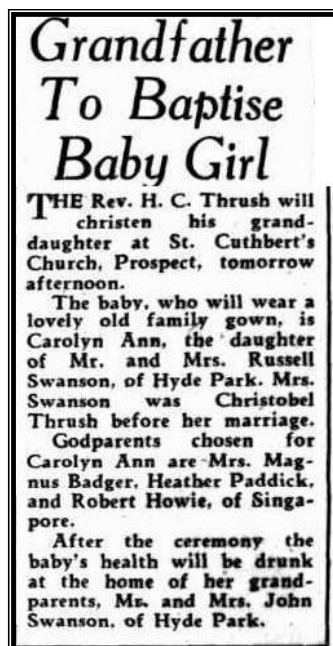 Grandfather
To Baptise
Baby Girl
THE Rev. H. C. Thrush will
christen his grand-
daughter at St. Cuthbert's
Church, Prospect, tomorrow
afternoon.
The baby, who will wear a
lovely old family gown, is
Carolyn Ann, the daughter
of Mr. and Mrs. Russell
Swanson, of Hyde Park. Mrs.
Swanson was Christobel
Thrush before her marriage.
Godparents chosen for
Carolyn Ann are Mrs. Mag-
nus Badger, Heather Paddick,
and Robert Howie, of Singa-
pore.
After the ceremony the
baby's health will be drunk
at the home of her grand-
parents, Mr. and Mrs. John
Swanson, of Hyde Park.